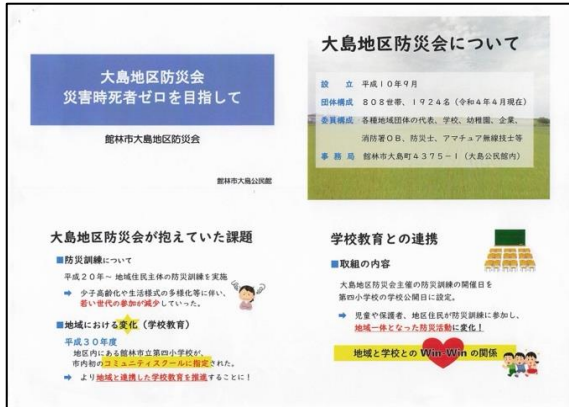 大島地区防災会
災害時死者ゼロを目指して
館林市大島地区防災会
館林市大島公民館
大島地区防災会について
設　立　平成１０年９月
団体構成　８０８世帯、１９２４名（令和４年４月現在）
委員構成　各種地域団体の代表、学校、幼稚園、企業、
消防署ＯＢ、防災士、アマチュア無線技士等
事務局　館林市大島町４３７５－１（大島公民館内）
大島地区防災会が抱えていた課題
■防災訓練について
平成２０年～ 地域住民主体の訓練を実施
➡ 少子高齢化や生活様式の多様化等に伴い、
若い世代の参加が減少していった。
■地域における変化（学校教育）
平成３０年度
地区内にある館林市立第四小学校が、
市内初のコミュニティスクールに指定された。
➡ より地域と連携した学校教育を推進することに！
学校教育との連携
■取組の内容
大島地区防災会主催の防災訓練の開催日を
第四小学校の学校公開日に設定。
➡ 児童や保護者、地域住民が防災訓練に参加し、
地域一体となった防災活動に変化！
地域と学校との Win-Win の関係